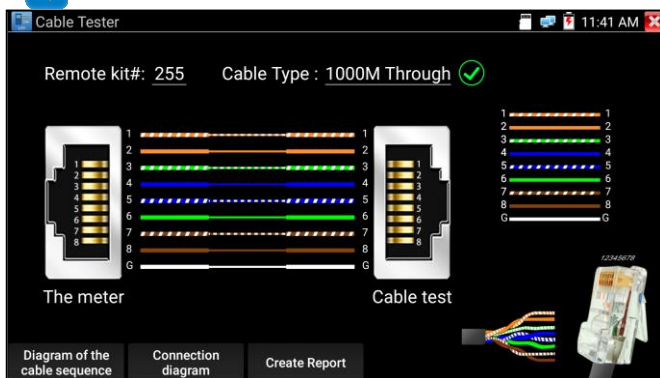 Cable Tester
11:41 AM
Remote kit#: 255 Cable Type : 1000M Through
1 1
2 2
3 3
4 4
5 5
6 6
7 7
8 8
G G
1
2
3
4
5
6
7
8
1
2
3
4
5
6
7
8
1 1
2 2
3 3
4 4
5 5
6 6
7 7
8 8
G G
The meter
Cable test
12345678
Diagram of the
cable sequence
Connection
diagram
Create Report